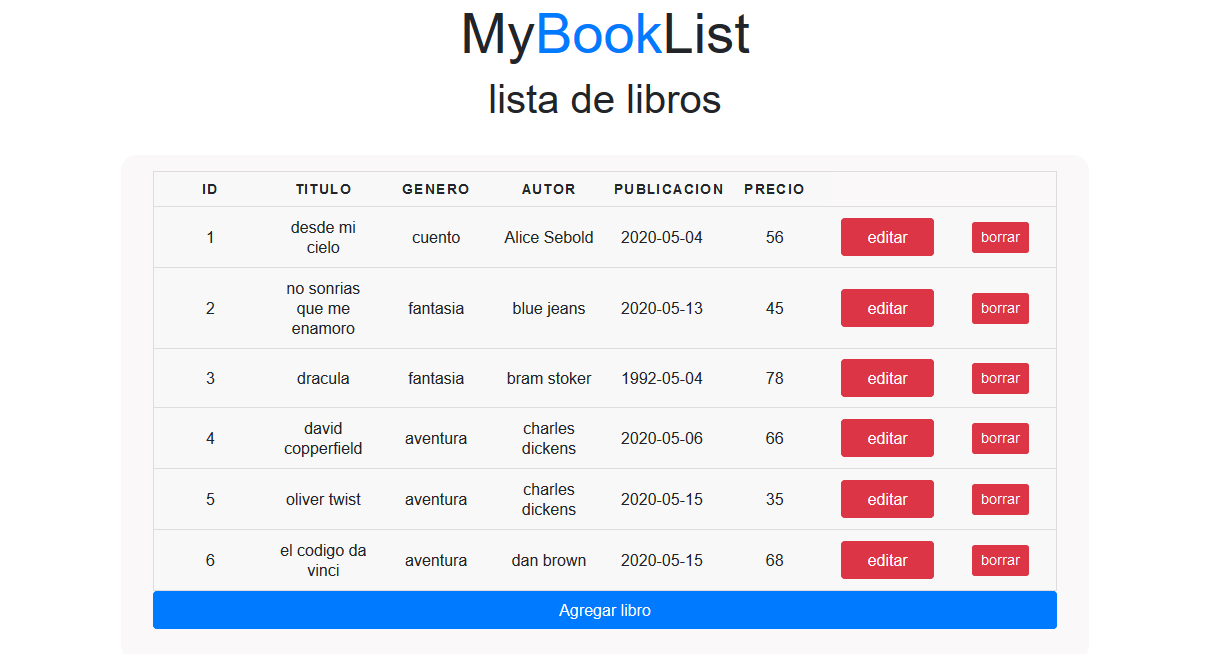 MyBookList
lista de libros
ID TITULO GENERO AUTOR PUBLICACION PRECIO
1 desde mi cielo cuento Alice Sebold 2020-05-04 56 editar borrar
2 no sonrias que me enamoro fantasia blue jeans 2020-05-13 45 editar borrar
3 dracula fantasia bram stoker 1992-05-04 78 editar borrar
4 david copperfield aventura charles dickens 2020-05-06 66 editar borrar
5 oliver twist aventura charles dickens 2020-05-15 35 editar borrar
6 el codigo da vinci aventura dan brown 2020-05-15 68 editar borrar
Agregar libro